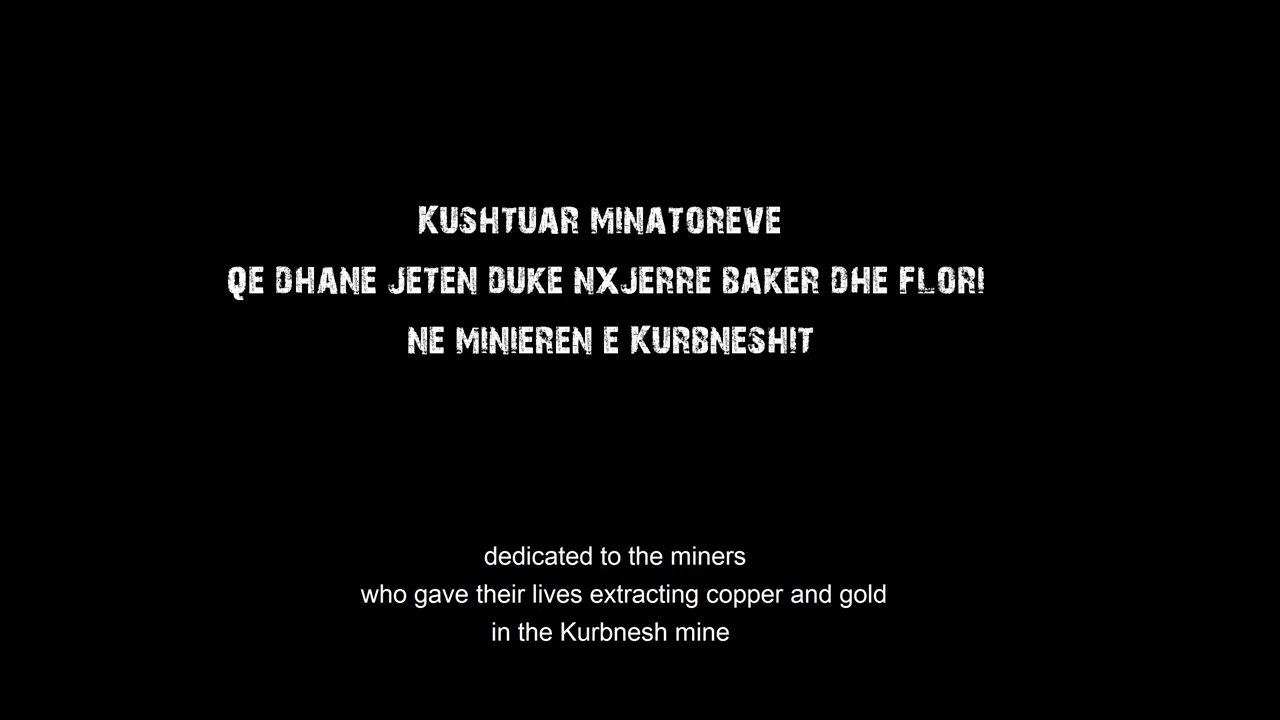 KUSHTUAR MINATOREVE
QE DHANE JETEN DUKE NXJERRE BAKER DHE FLORI
NE MINIEREN E KURBNESHIT
dedicated to the miners
who gave their lives extracting copper and gold
in the Kurbnesh mine